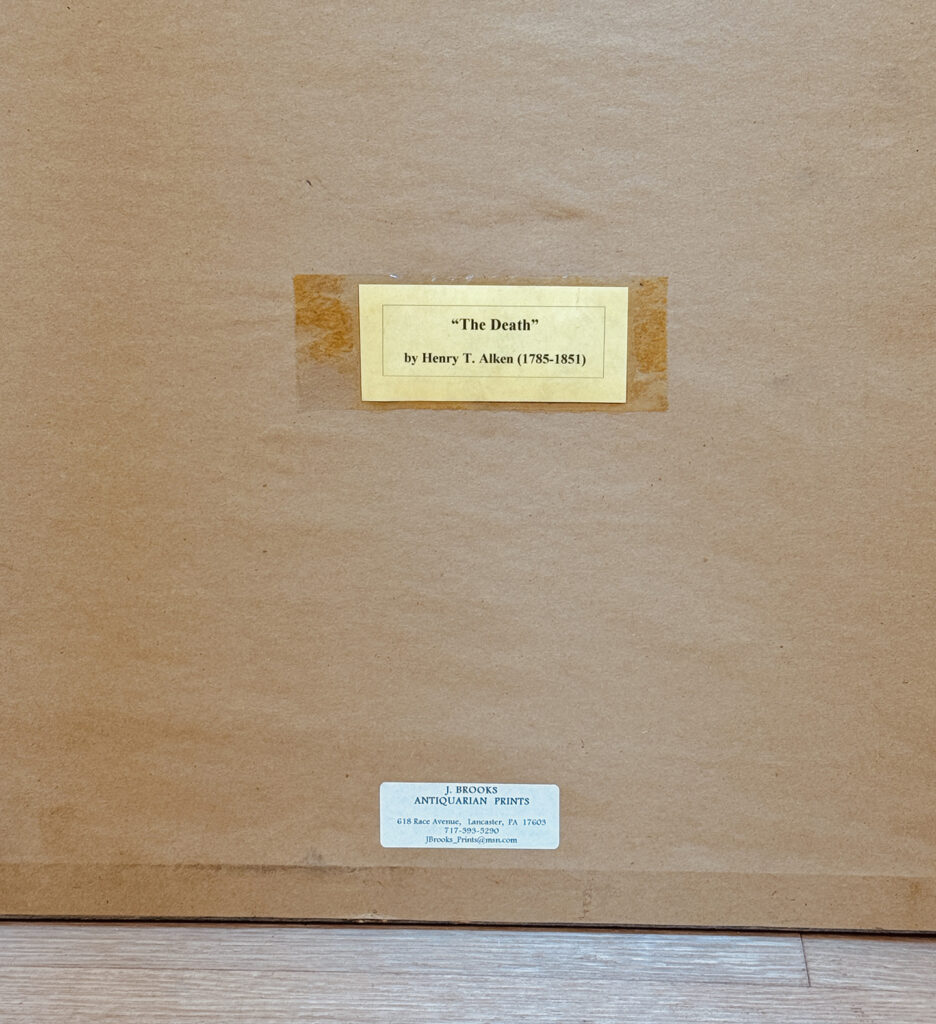 “The Death”
by Henry T. Alken (1785-1851)
J. BROOKS
ANTIQUARIAN PRINTS
618 Race Avenue, Lancaster, PA 17603
717-393-5290
JBrooks_Prints@msn.com